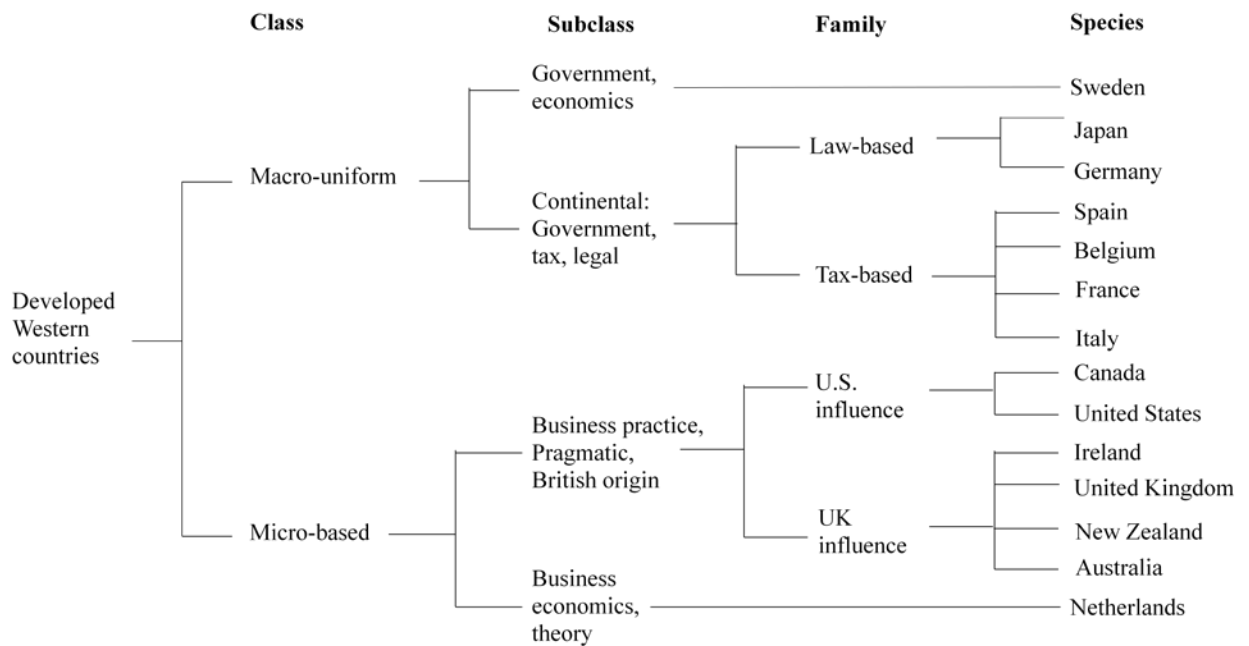 Class
Subclass
Family
Species
Government,
economics
Sweden
Macro-uniform
Law-based
Japan
Germany
Continental:
Government,
tax, legal
Tax-based
Spain
Belgium
France
Italy
Developed
Western
countries
Micro-based
Business practice,
Pragmatic,
British origin
U.S.
influence
Canada
United States
UK
influence
Ireland
United Kingdom
New Zealand
Australia
Business
economics,
theory
Netherlands